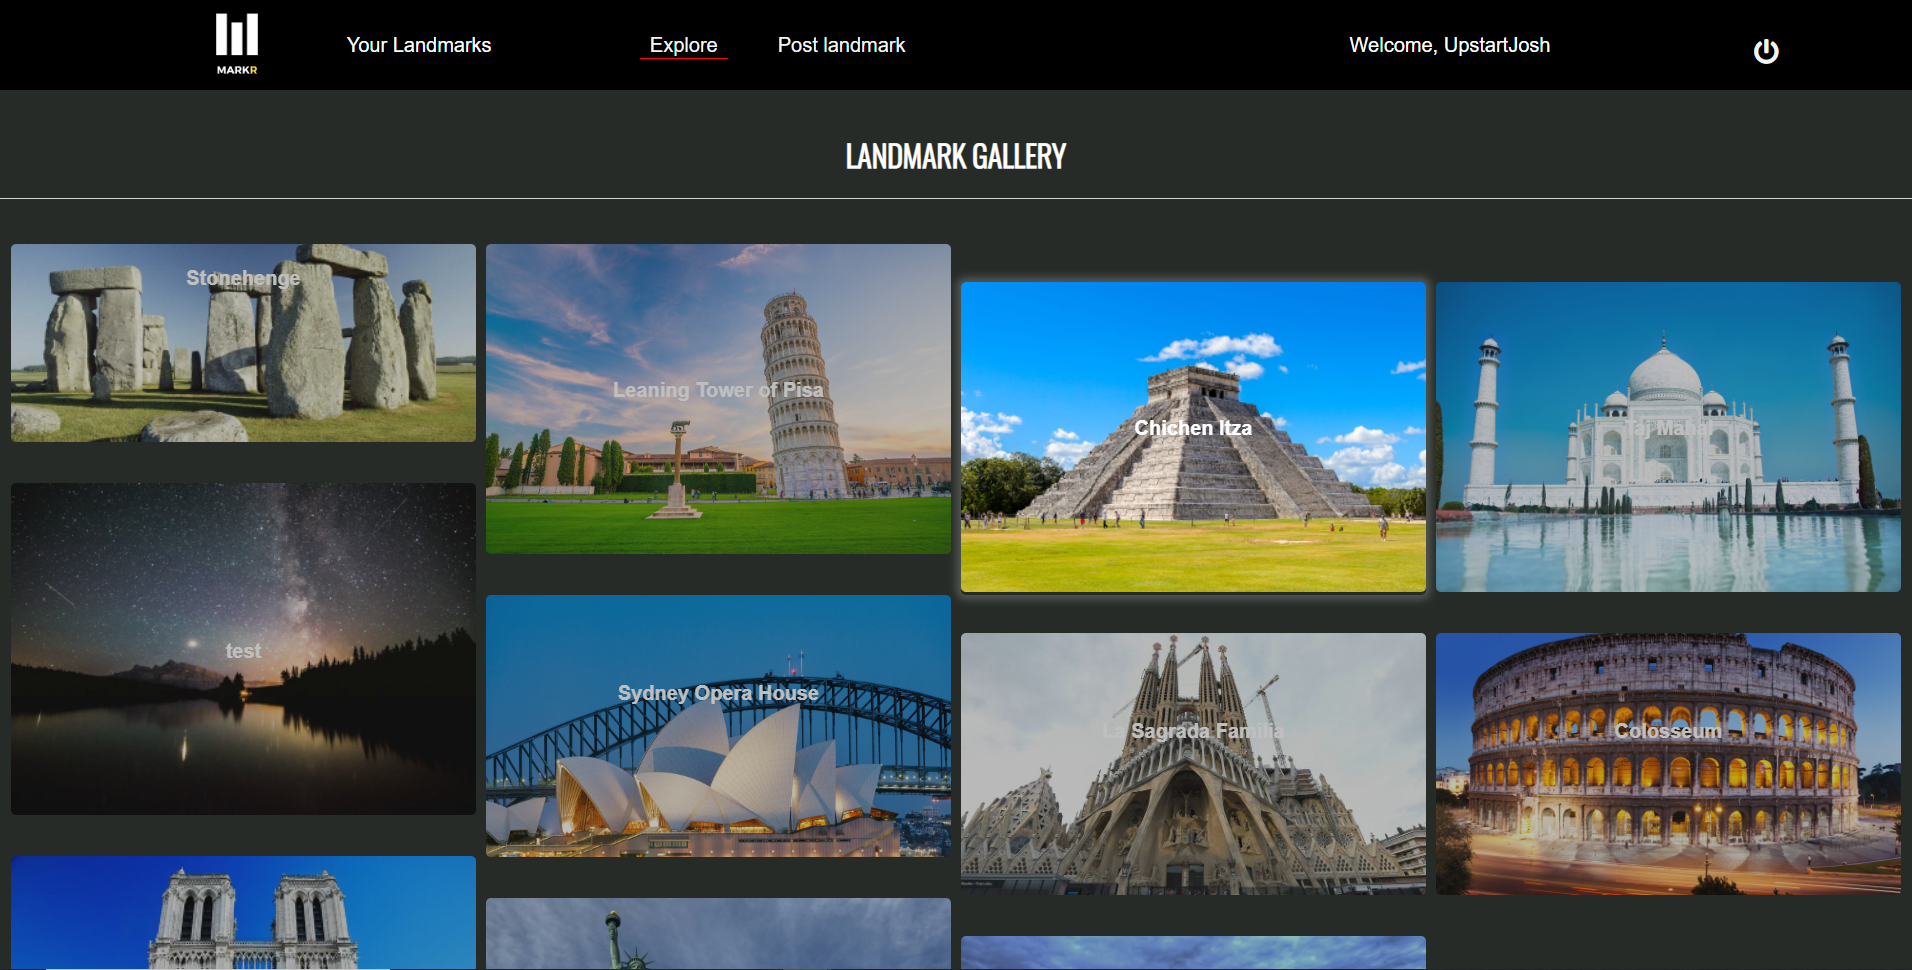 MARKR
Your Landmarks
Explore
Post landmark
Welcome, UpstartJosh
LANDMARK GALLERY
Stonehenge
Leaning Tower of Pisa
Chichen Itza
Taj Mahal
test
Sydney Opera House
La Sagrada Familia
Colosseum